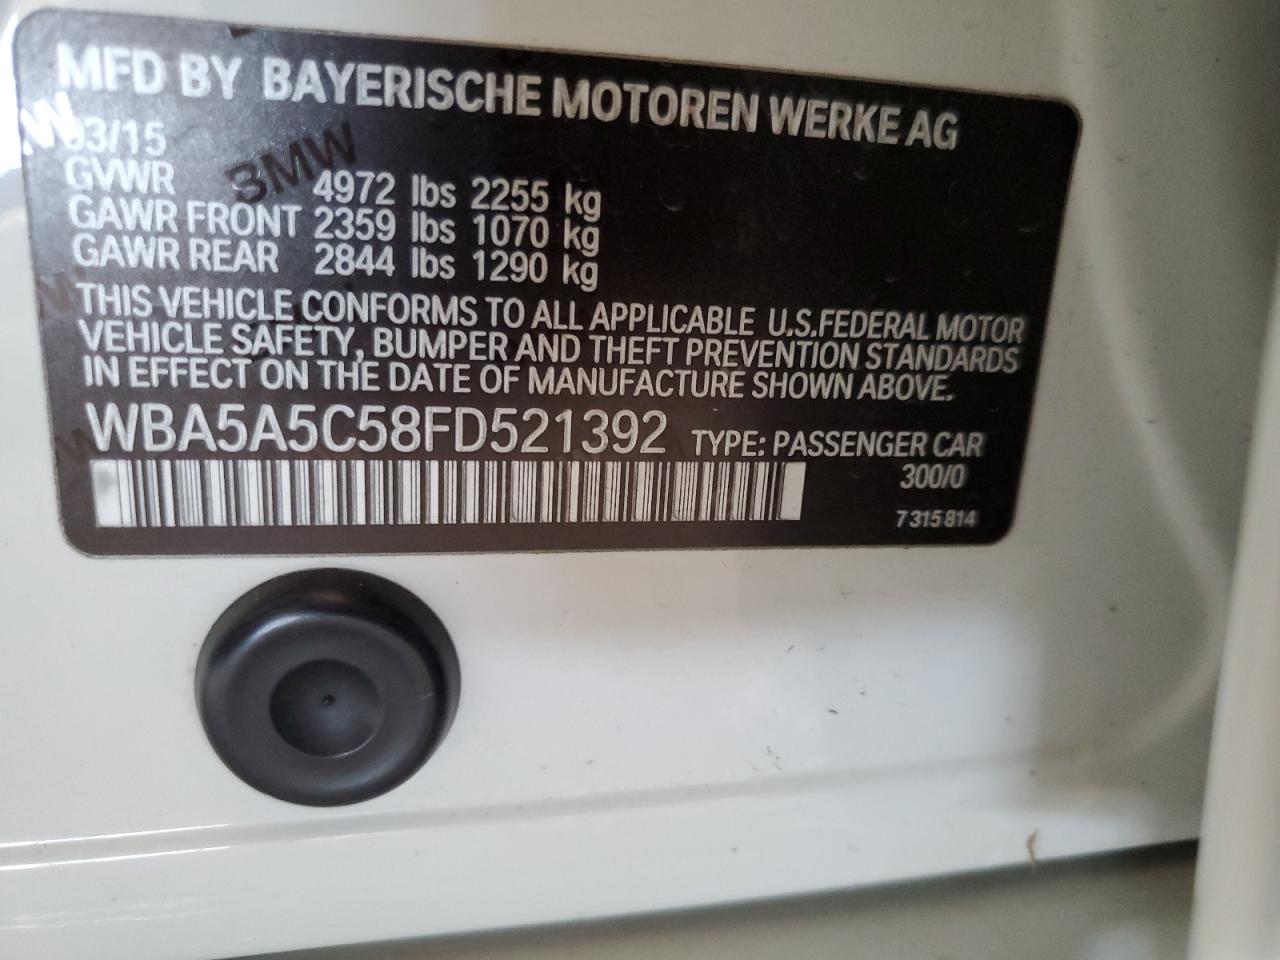 MFD BY BAYERISCHE MOTOREN WERKE AG
03/15
BMW
GVWR 4972 lbs 2255 kg
GAWR FRONT 2359 lbs 1070 kg
GAWR REAR 2844 lbs 1290 kg
THIS VEHICLE CONFORMS TO ALL APPLICABLE U.S.FEDERAL MOTOR
VEHICLE SAFETY, BUMPER AND THEFT PREVENTION STANDARDS
IN EFFECT ON THE DATE OF MANUFACTURE SHOWN ABOVE.
WBA5A5C58FD521392 TYPE: PASSENGER CAR
300/0
7 315 814